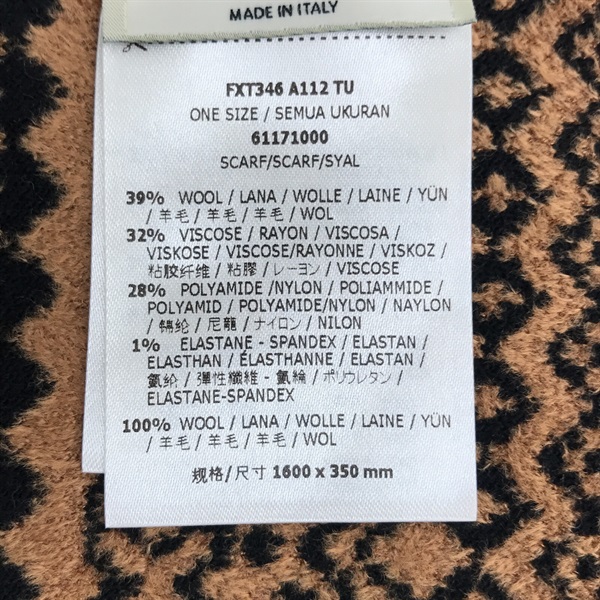 MADE IN ITALY
FXT346 A112 TU
ONE SIZE / SEMUA UKURAN
61171000
SCARF/SCARF/SYAL
39% WOOL / LANA / WOLLE / LAINE / YÜN
/ 羊毛 / 羊毛 / 羊毛 / WOL
32% VISCOSE / RAYON / VISCOSA /
VISKOSE / VISCOSE/RAYONNE / VISKOZ /
粘胶纤维 / 粘膠 / レーヨン / VISCOSE
28% POLYAMIDE /NYLON / POLIAMMIDE /
POLYAMID / POLYAMIDE/NYLON / NAYLON
/ 锦纶 / 尼龍 / ナイロン / NILON
1% ELASTANE - SPANDEX / ELASTAN /
ELASTHAN / ÉLASTHANNE / ELASTAN /
氨纶 / 彈性纖維 - 氨綸 / ポリウレタン /
ELASTANE-SPANDEX
100% WOOL / LANA / WOLLE / LAINE / YÜN
/ 羊毛 / 羊毛 / 羊毛 / WOL
规格/尺寸 1600 x 350 mm